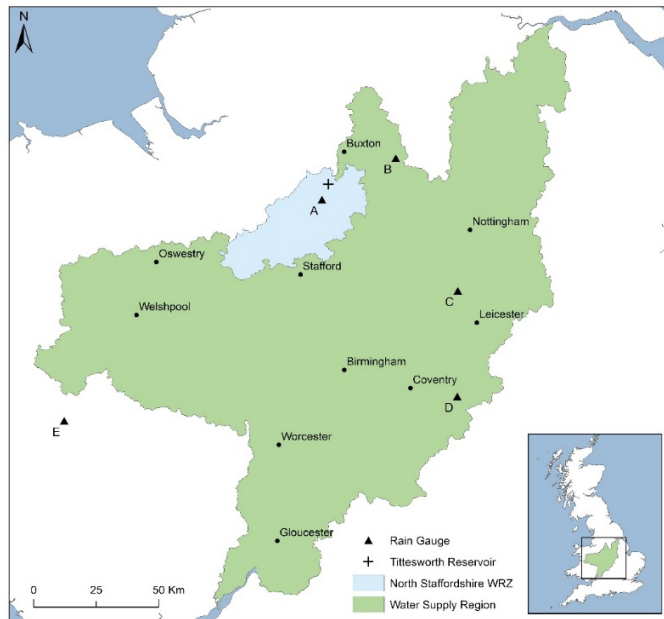 N
Buxton
B
A
Nottingham
Oswestry
Stafford
C
Welshpool
Leicester
Birmingham
Coventry
D
E
Worcester
Gloucester
Rain Gauge
Tittesworth Reservoir
North Staffordshire WRZ
Water Supply Region
0 25 50 Km